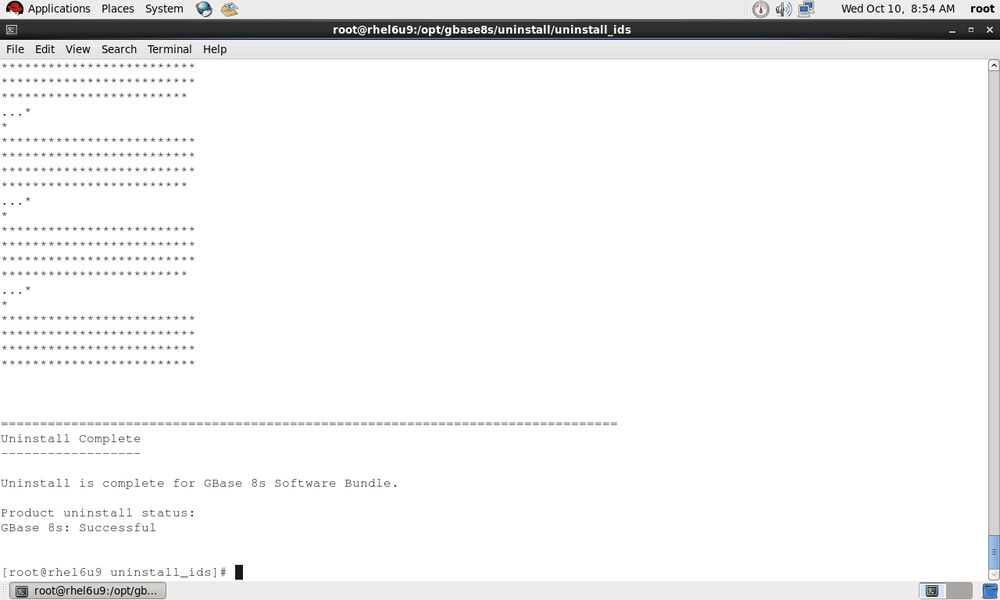 Applications Places System Wed Oct 10, 8:54 AM root
root@rhel6u9:/opt/gbase8s/uninstall/uninstall_ids
File Edit View Search Terminal Help
*************************
*************************
************************
...*
*
*************************
*************************
*************************
************************
...*
*
*************************
*************************
*************************
************************
...*
*
*************************
*************************
*************************
*************************
===============================================================================
Uninstall Complete
------------------
Uninstall is complete for GBase 8s Software Bundle.
Product uninstall status:
GBase 8s: Successful
[root@rhel6u9 uninstall_ids]#
root@rhel6u9:/opt/gb...